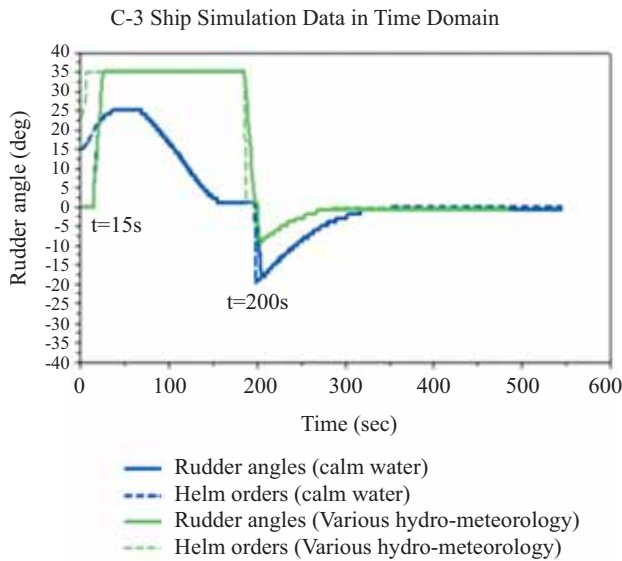 C-3 Ship Simulation Data in Time Domain
Rudder angle (deg)
40
35
30
25
20
15
10
5
0
-5
-10
-15
-20
-25
-30
-35
-40
t=15s
t=200s
0 100 200 300 400 500 600
Time (sec)
Rudder angles (calm water)
Helm orders (calm water)
Rudder angles (Various hydro-meteorology)
Helm orders (Various hydro-meteorology)